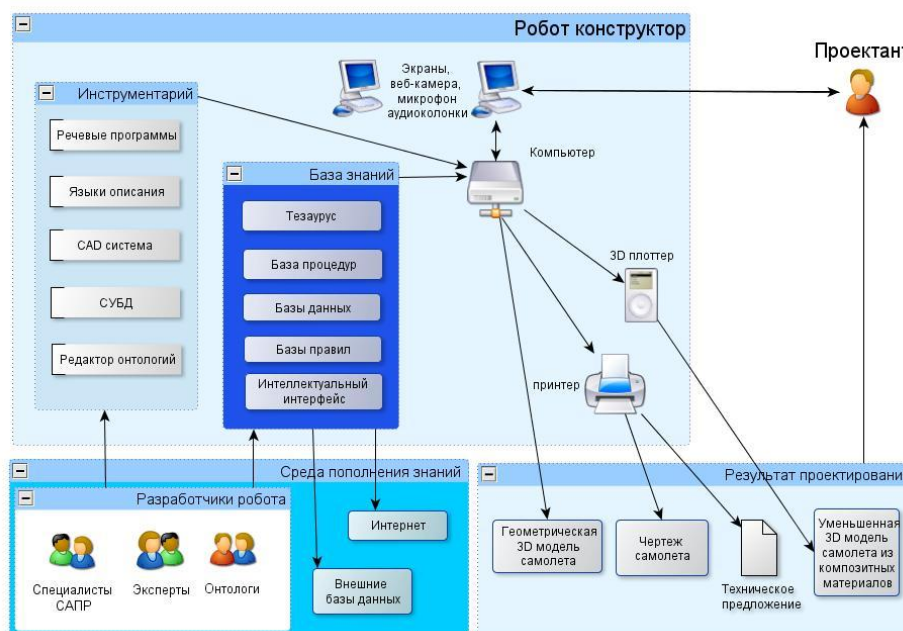 Робот конструктор
Проектант
Экраны,
веб-камера,
микрофон
аудиоколонки
Компьютер
Инструментарий
Речевые программы
Языки описания
CAD система
СУБД
Редактор онтологий
База знаний
Тезаурус
База процедур
Базы данных
Базы правил
Интеллектуальный
интерфейс
3D плоттер
принтер
Среда пополнения знаний
Разработчики робота
Специалисты
САПР
Эксперты
Онтологи
Интернет
Внешние
базы данных
Результат проектирования
Геометрическая
3D модель
самолета
Чертеж
самолета
Техническое
предложение
Уменьшенная
3D модель
самолета из
композитных
материалов